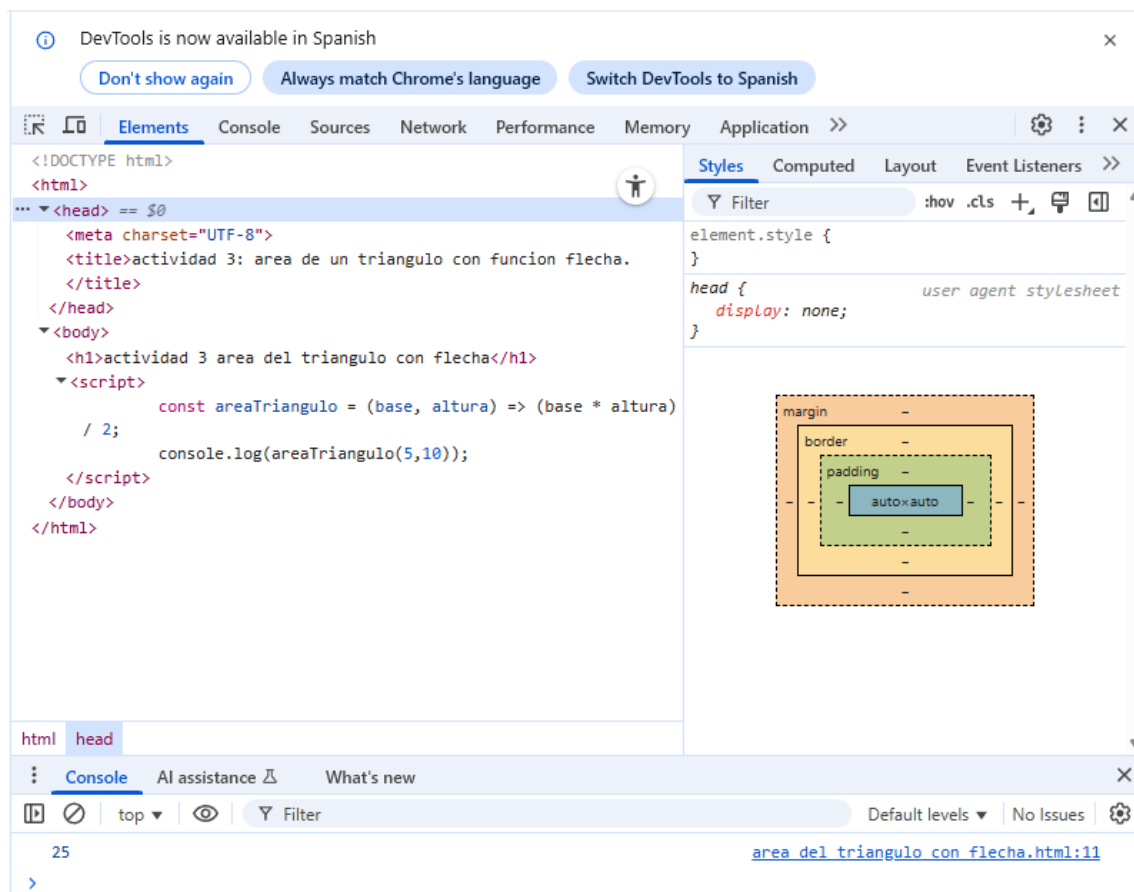 DevTools is now available in Spanish
Don't show again Always match Chrome's language Switch DevTools to Spanish
Elements Console Sources Network Performance Memory Application
<!DOCTYPE html>
<html>
<head> == $0
<meta charset="UTF-8">
<title>actividad 3: area de un triangulo con funcion flecha.
</title>
</head>
<body>
<h1>actividad 3 area del triangulo con flecha</h1>
<script>
const areaTriangulo = (base, altura) => (base * altura)
/ 2;
console.log(areaTriangulo(5,10));
</script>
</body>
</html>
html head
Styles Computed Layout Event Listeners
Filter :hov .cls
element.style {
}
head { user agent stylesheet
display: none;
}
margin –
border –
padding –
– – – auto×auto – – –
–
–
–
Console AI assistance What's new
top Filter Default levels No Issues
25 area del triangulo con flecha.html:11